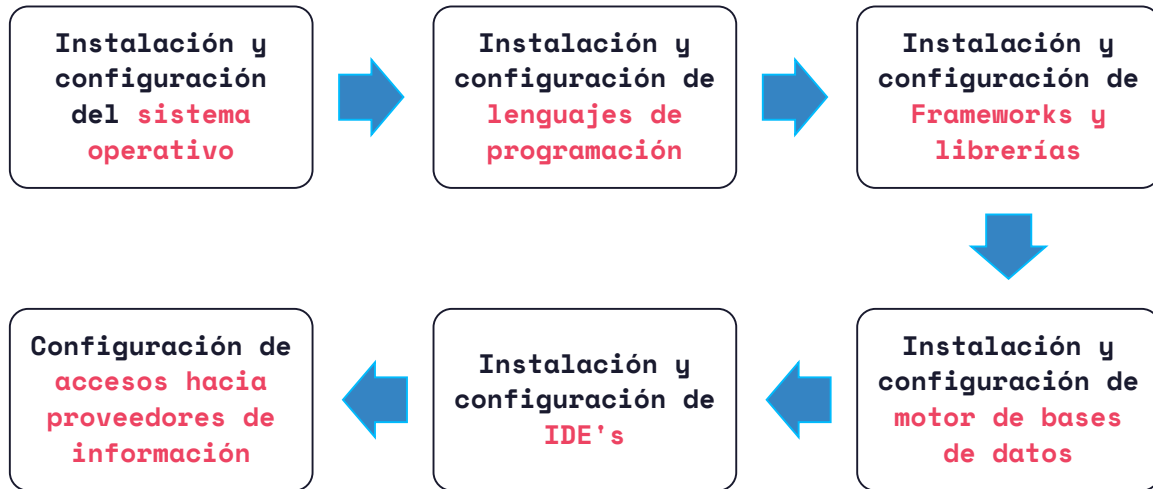 Instalación y
configuración
del sistema
operativo
Instalación y
configuración de
lenguajes de
programación
Instalación y
configuración de
Frameworks y
librerías
Instalación y
configuración de
motor de bases
de datos
Instalación y
configuración de
IDE's
Configuración de
accesos hacia
proveedores de
información